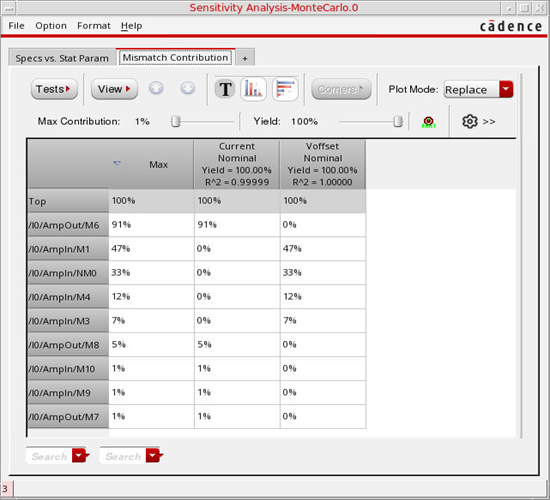 Sensitivity Analysis-MonteCarlo.0
File Option Format Help
cādence
Specs vs. Stat Param Mismatch Contribution +
Tests View T Corners Plot Mode: Replace
Max Contribution: 1% Yield: 100% >>
Max Current Nominal Yield = 100.00% R^2 = 0.99999 Voffset Nominal Yield = 100.00% R^2 = 1.00000
Top 100% 100% 100%
/I0/AmpOut/M6 91% 91% 0%
/I0/AmpIn/M1 47% 0% 47%
/I0/AmpIn/NM0 33% 0% 33%
/I0/AmpIn/M4 12% 0% 12%
/I0/AmpIn/M3 7% 0% 7%
/I0/AmpOut/M8 5% 5% 0%
/I0/AmpIn/M10 1% 1% 0%
/I0/AmpIn/M9 1% 1% 0%
/I0/AmpOut/M7 1% 1% 0%
Search Search
3